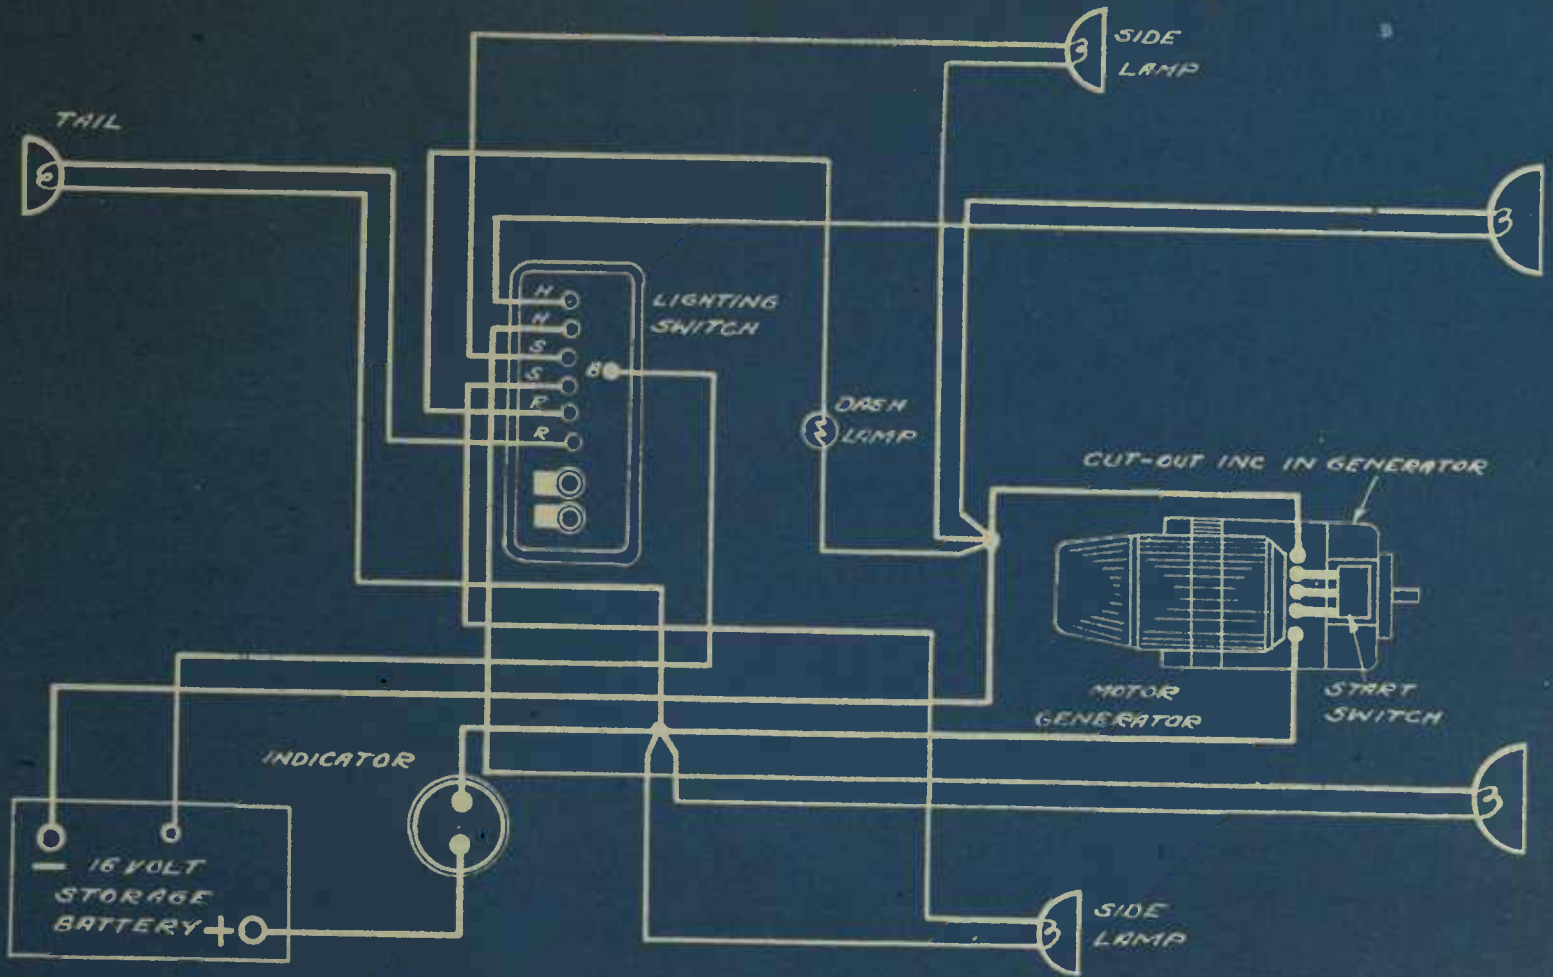 SIDE
LAMP
TAIL
H
H
S
S
R
R
B
LIGHTING
SWITCH
DASH
LAMP
CUT-OUT INC IN GENERATOR
MOTOR
GENERATOR
START
SWITCH
INDICATOR
— 16 VOLT
STORAGE
BATTERY +
SIDE
LAMP